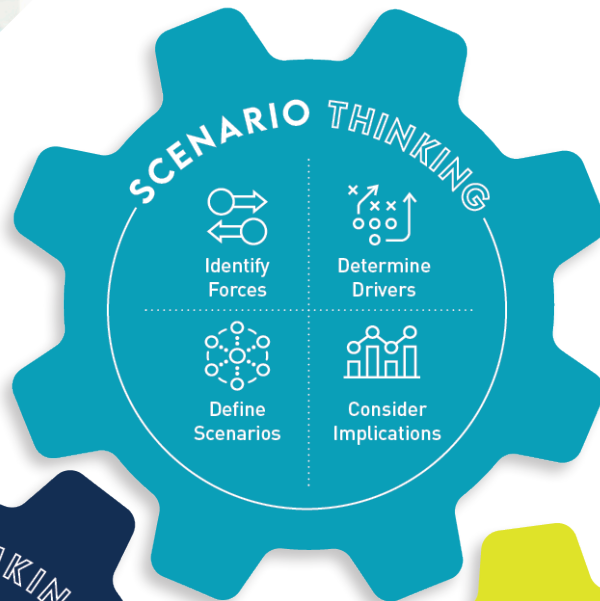 SCENARIO THINKING
Identify
Forces
Determine
Drivers
Define
Scenarios
Consider
Implications